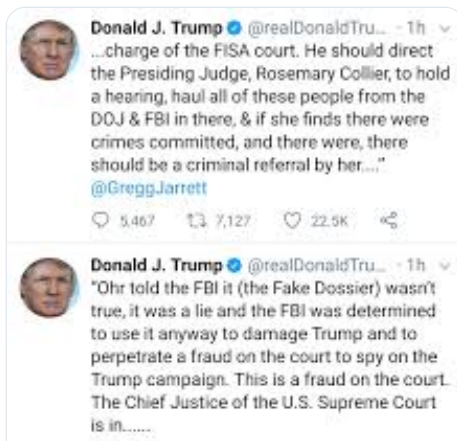 Donald J. Trump @realDonaldTru... · 1h
...charge of the FISA court. He should direct
the Presiding Judge, Rosemary Collier, to hold
a hearing, haul all of these people from the
DOJ & FBI in there, & if she finds there were
crimes committed, and there were, there
should be a criminal referral by her...."
@GreggJarrett
5,467 7,127 22.5K
Donald J. Trump @realDonaldTru... · 1h
"Ohr told the FBI it (the Fake Dossier) wasn't
true, it was a lie and the FBI was determined
to use it anyway to damage Trump and to
perpetrate a fraud on the court to spy on the
Trump campaign. This is a fraud on the court.
The Chief Justice of the U.S. Supreme Court
is in......